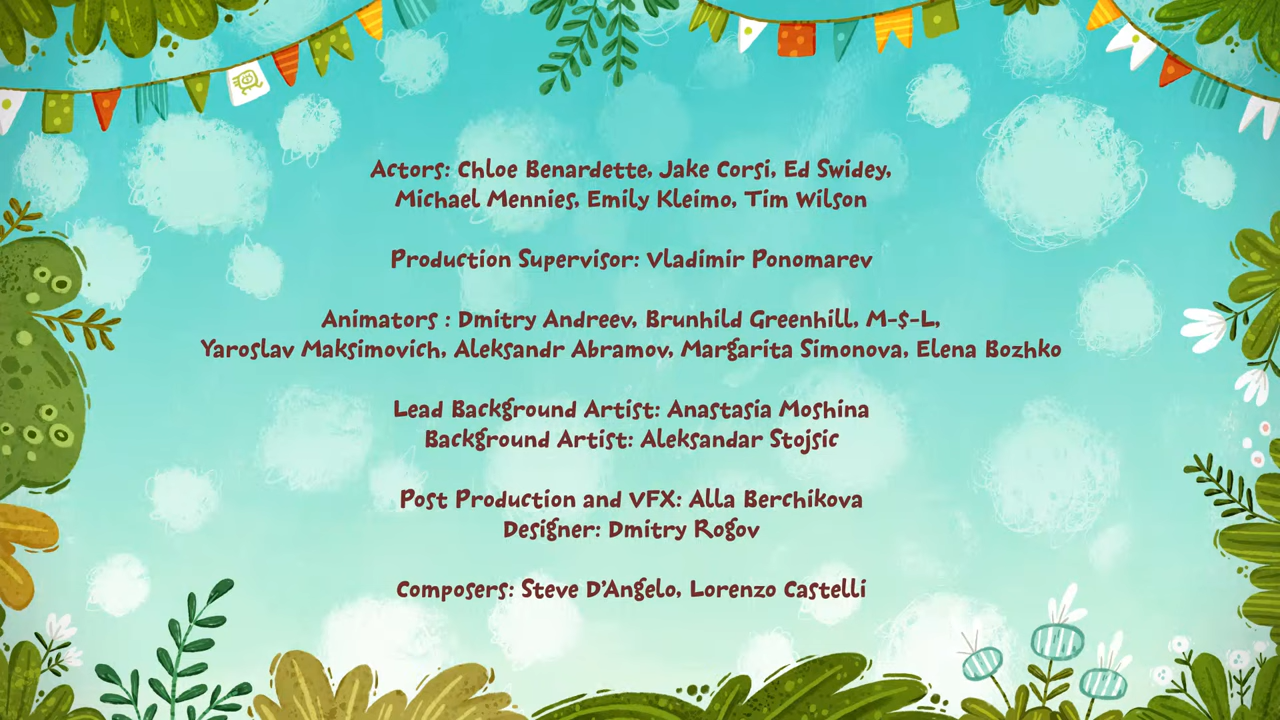 Actors: Chloe Benardette, Jake Corsi, Ed Swidey,
Michael Mennies, Emily Kleimo, Tim Wilson
Production Supervisor: Vladimir Ponomarev
Animators : Dmitry Andreev, Brunhild Greenhill, M-$-L,
Yaroslav Maksimovich, Aleksandr Abramov, Margarita Simonova, Elena Bozhko
Lead Background Artist: Anastasia Moshina
Background Artist: Aleksandar Stojsic
Post Production and VFX: Alla Berchikova
Designer: Dmitry Rogov
Composers: Steve D'Angelo, Lorenzo Castelli